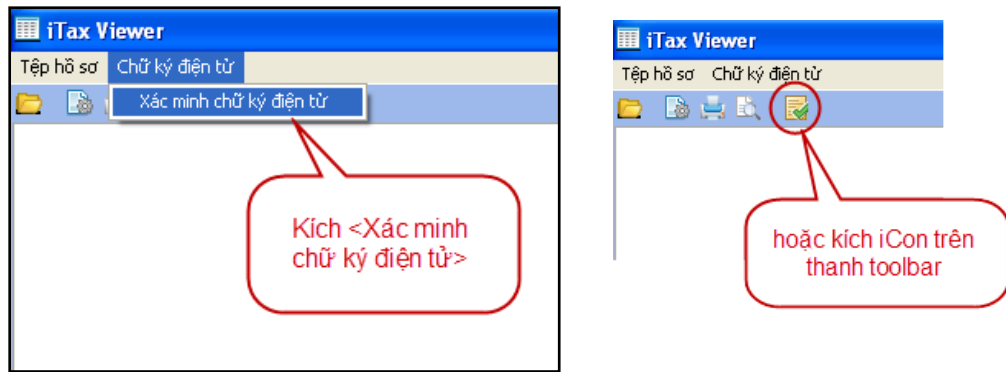 iTax Viewer
Tệp hồ sơ Chữ ký điện tử
Xác minh chữ ký điện tử
Kích <Xác minh
chữ ký điện tử>
iTax Viewer
Tệp hồ sơ Chữ ký điện tử
hoặc kích iCon trên
thanh toolbar